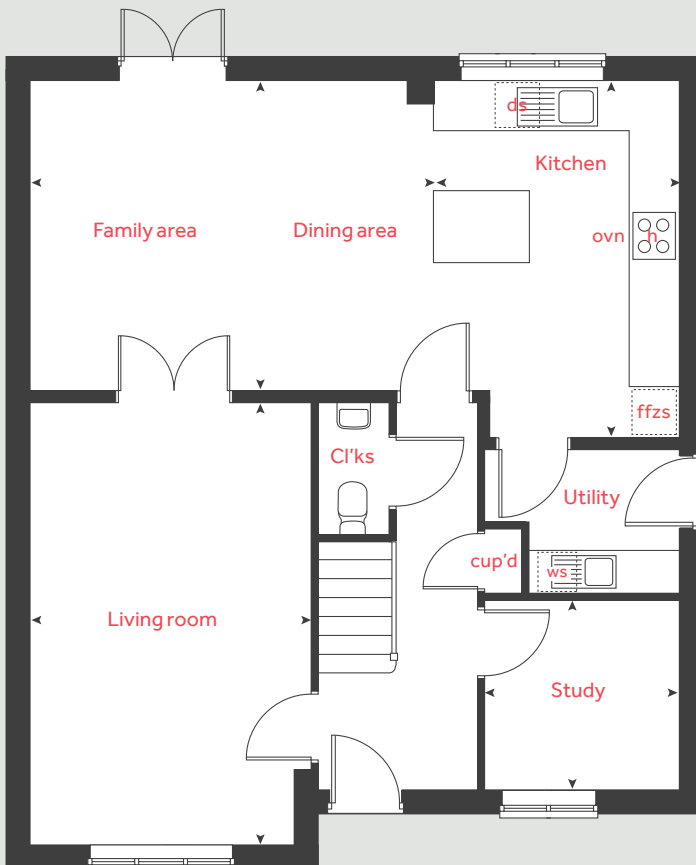 ds
Kitchen
Family area
Dining area
ovn
h
ffzs
Cl'ks
Utility
cup'd
ws
Living room
Study